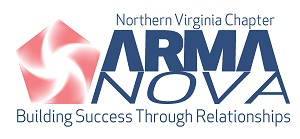 Northern Virginia Chapter
ARMA
NOVA
Building Success Through Relationships